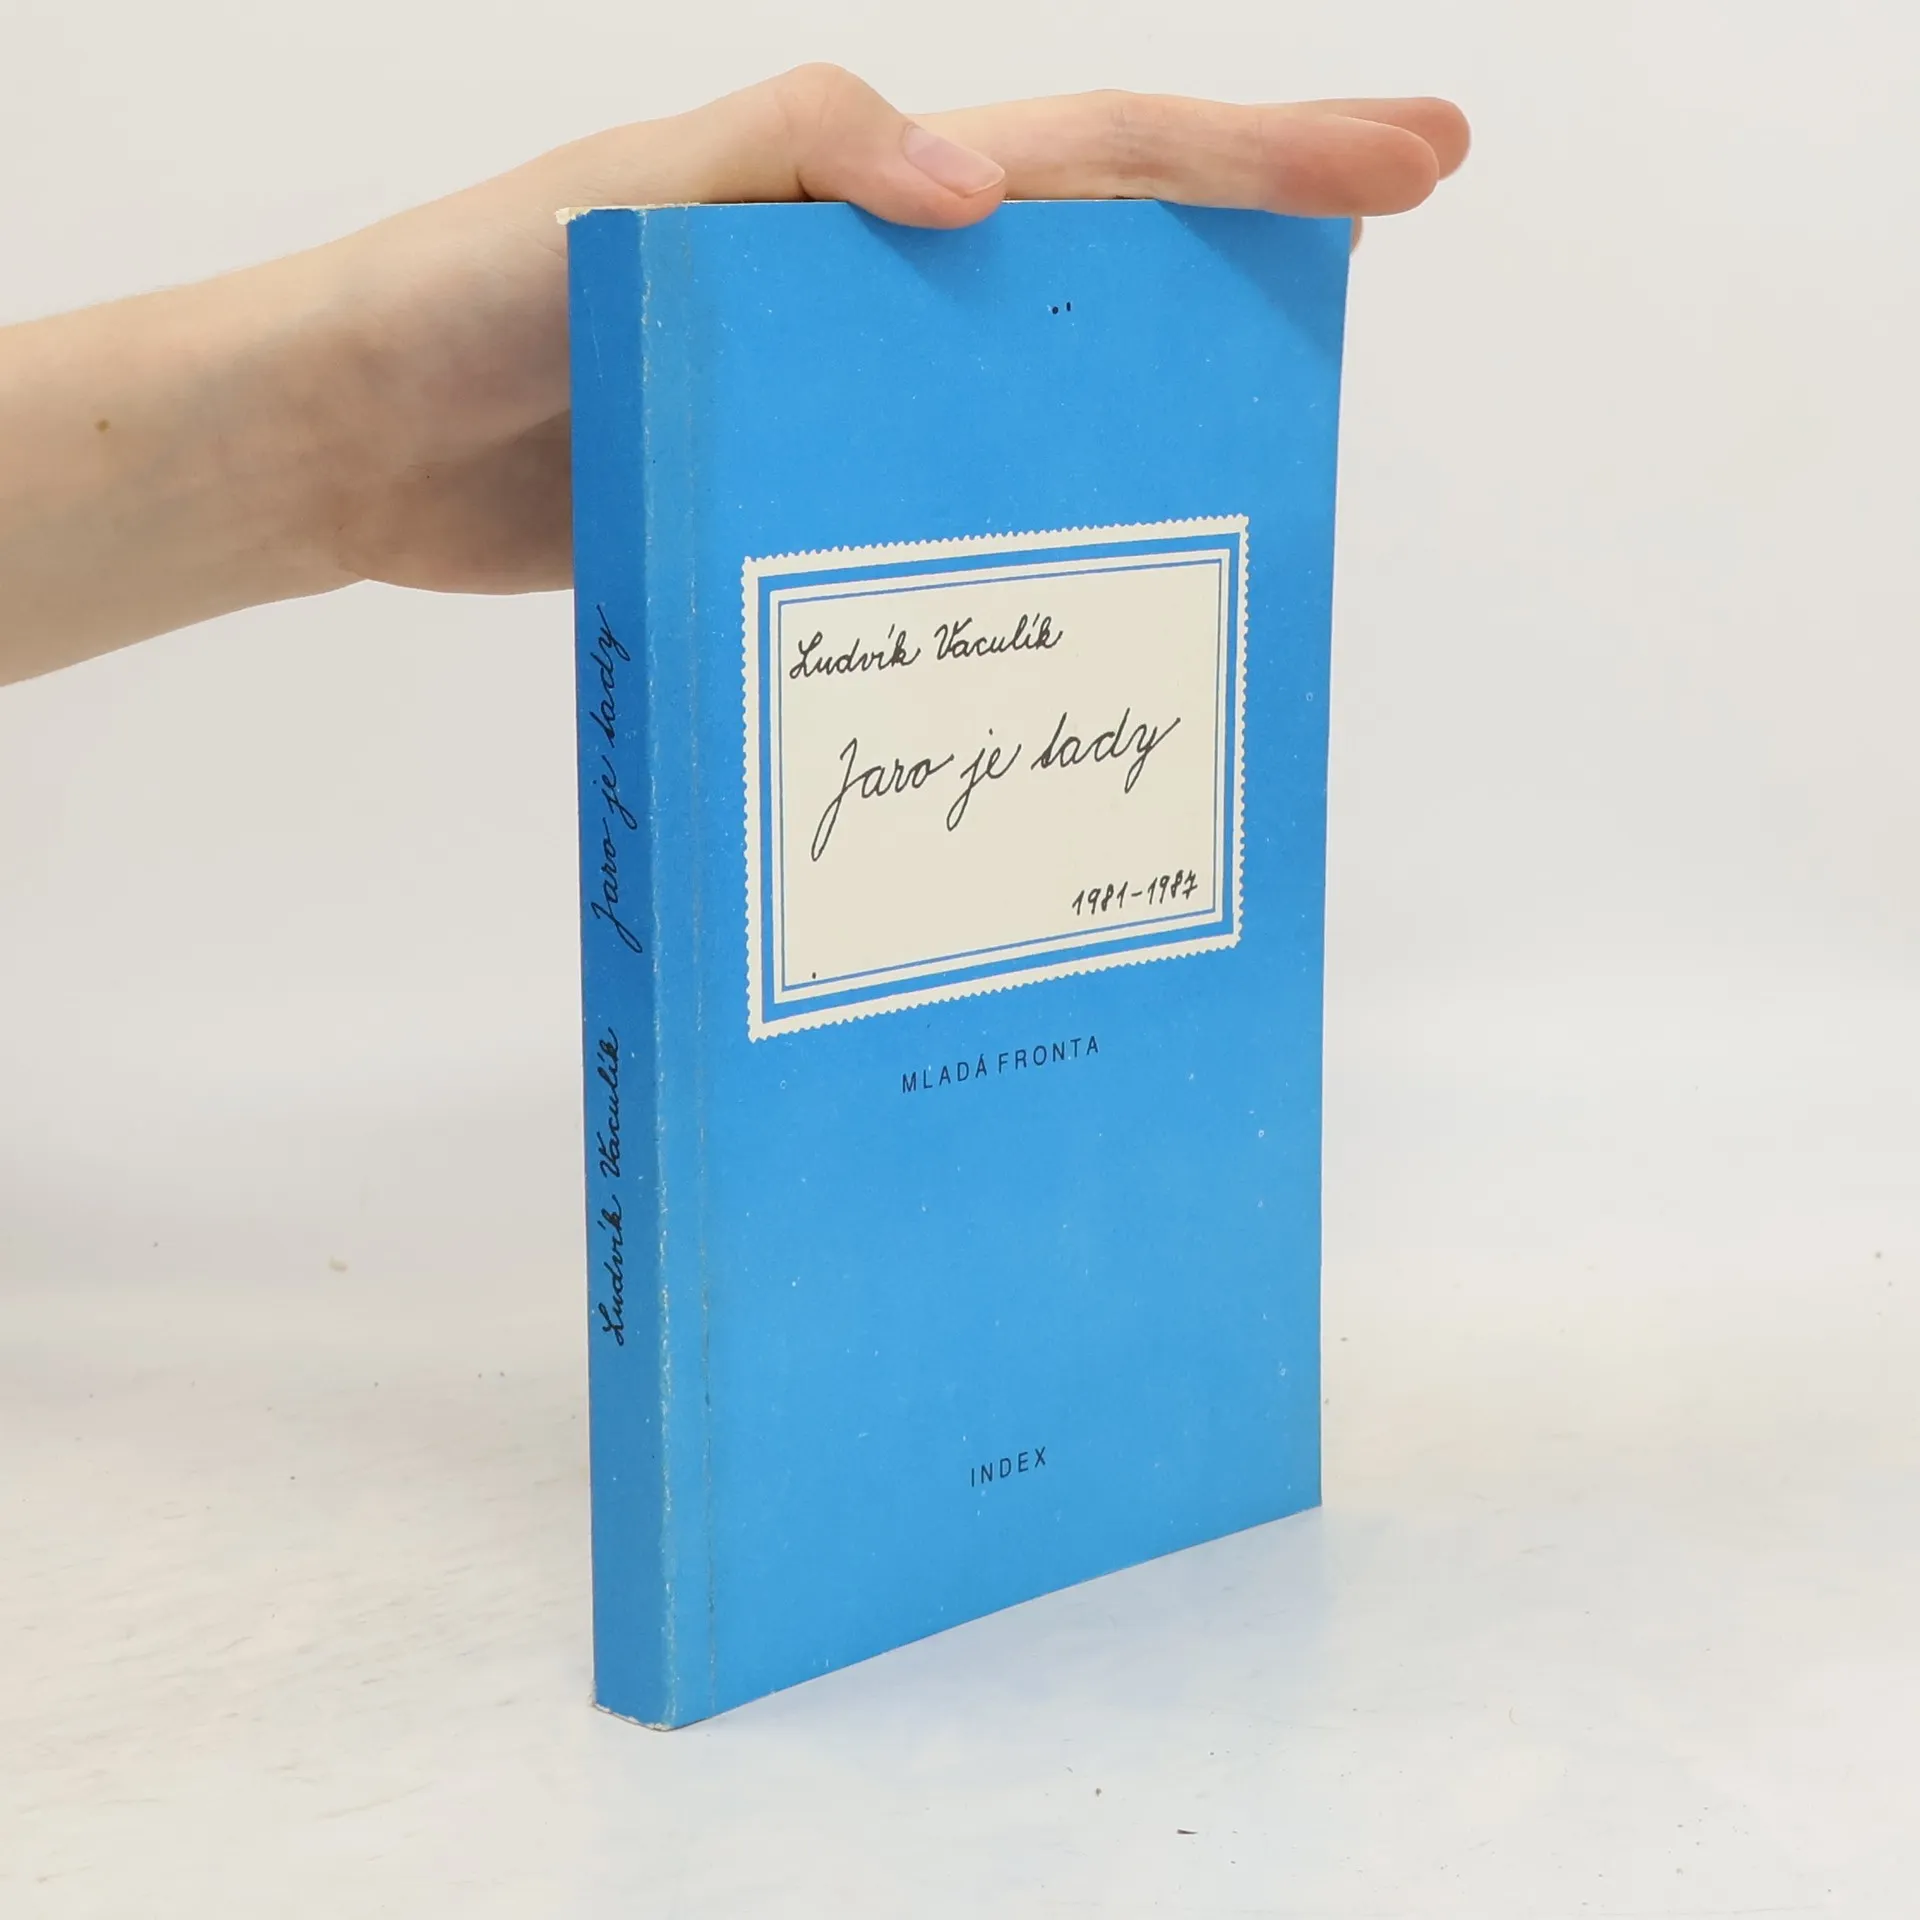 Ludvík Vaculík
Jaro je tady
1981-1987
MLADÁ FRONTA
INDEX
Ludvík Vaculík Jaro je tady